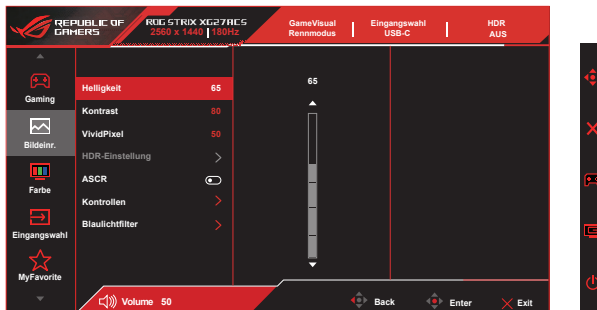 REPUBLIC OF
GAMERS
ROG STRIX XG27ACS
2560 x 1440 180Hz
GameVisual
Rennmodus
Eingangswahl
USB-C
HDR
AUS
Gaming
Bildeinr.
Farbe
Eingangswahl
MyFavorite
Helligkeit 65
Kontrast 80
VividPixel 50
HDR-Einstellung
ASCR
Kontrollen
Blaulichtfilter
65
Volume 50
Back
Enter
Exit